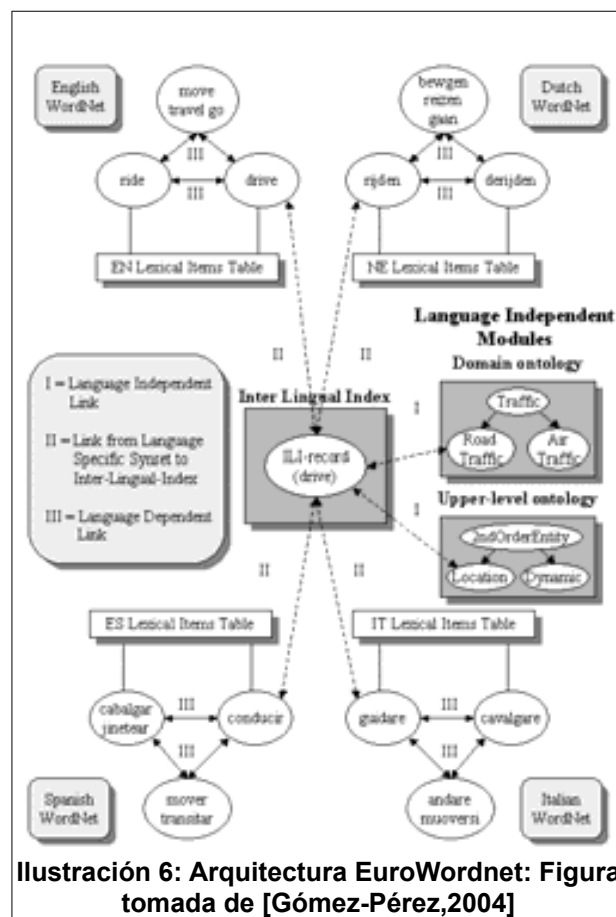 English
WordNet
move
travel go
III
ride
III
drive
EN Lexical Items Table
bewgen
reizen
gaan
Dutch
WordNet
III
rijden
III
derijden
NE Lexical Items Table
II
II
I = Language Independent
Link
II = Link from Language
Specific Synset to
Inter-Lingual-Index
III = Language Dependent
Link
Inter Lingual Index
ILI-record
(drive)
Language Independent
Modules
Domain ontology
I
Traffic
Road
Traffic
Air
Traffic
I
Upper-level ontology
2ndOrderEntity
Location
Dynamic
II
II
ES Lexical Items Table
cabalgar
jinetear
III
conducir
III
mover
transitar
Spanish
WordNet
IT Lexical Items Table
guidare
III
cavalgare
III
andare
muoversi
Italian
WordNet
Ilustración 6: Arquitectura EuroWordnet: Figura
tomada de [Gómez-Pérez,2004]